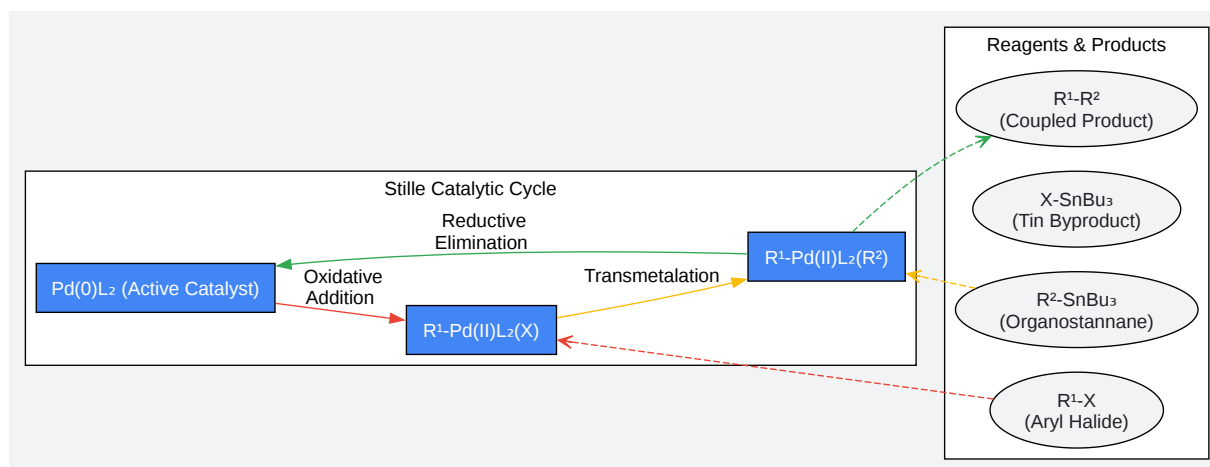 Reagents & Products
R¹-R²
(Coupled Product)
X-SnBu₃
(Tin Byproduct)
R²-SnBu₃
(Organostannane)
R¹-X
(Aryl Halide)
Stille Catalytic Cycle
Reductive
Elimination
Oxidative
Addition
Transmetalation
Pd(0)L₂ (Active Catalyst)
R¹-Pd(II)L₂(X)
R¹-Pd(II)L₂(R²)